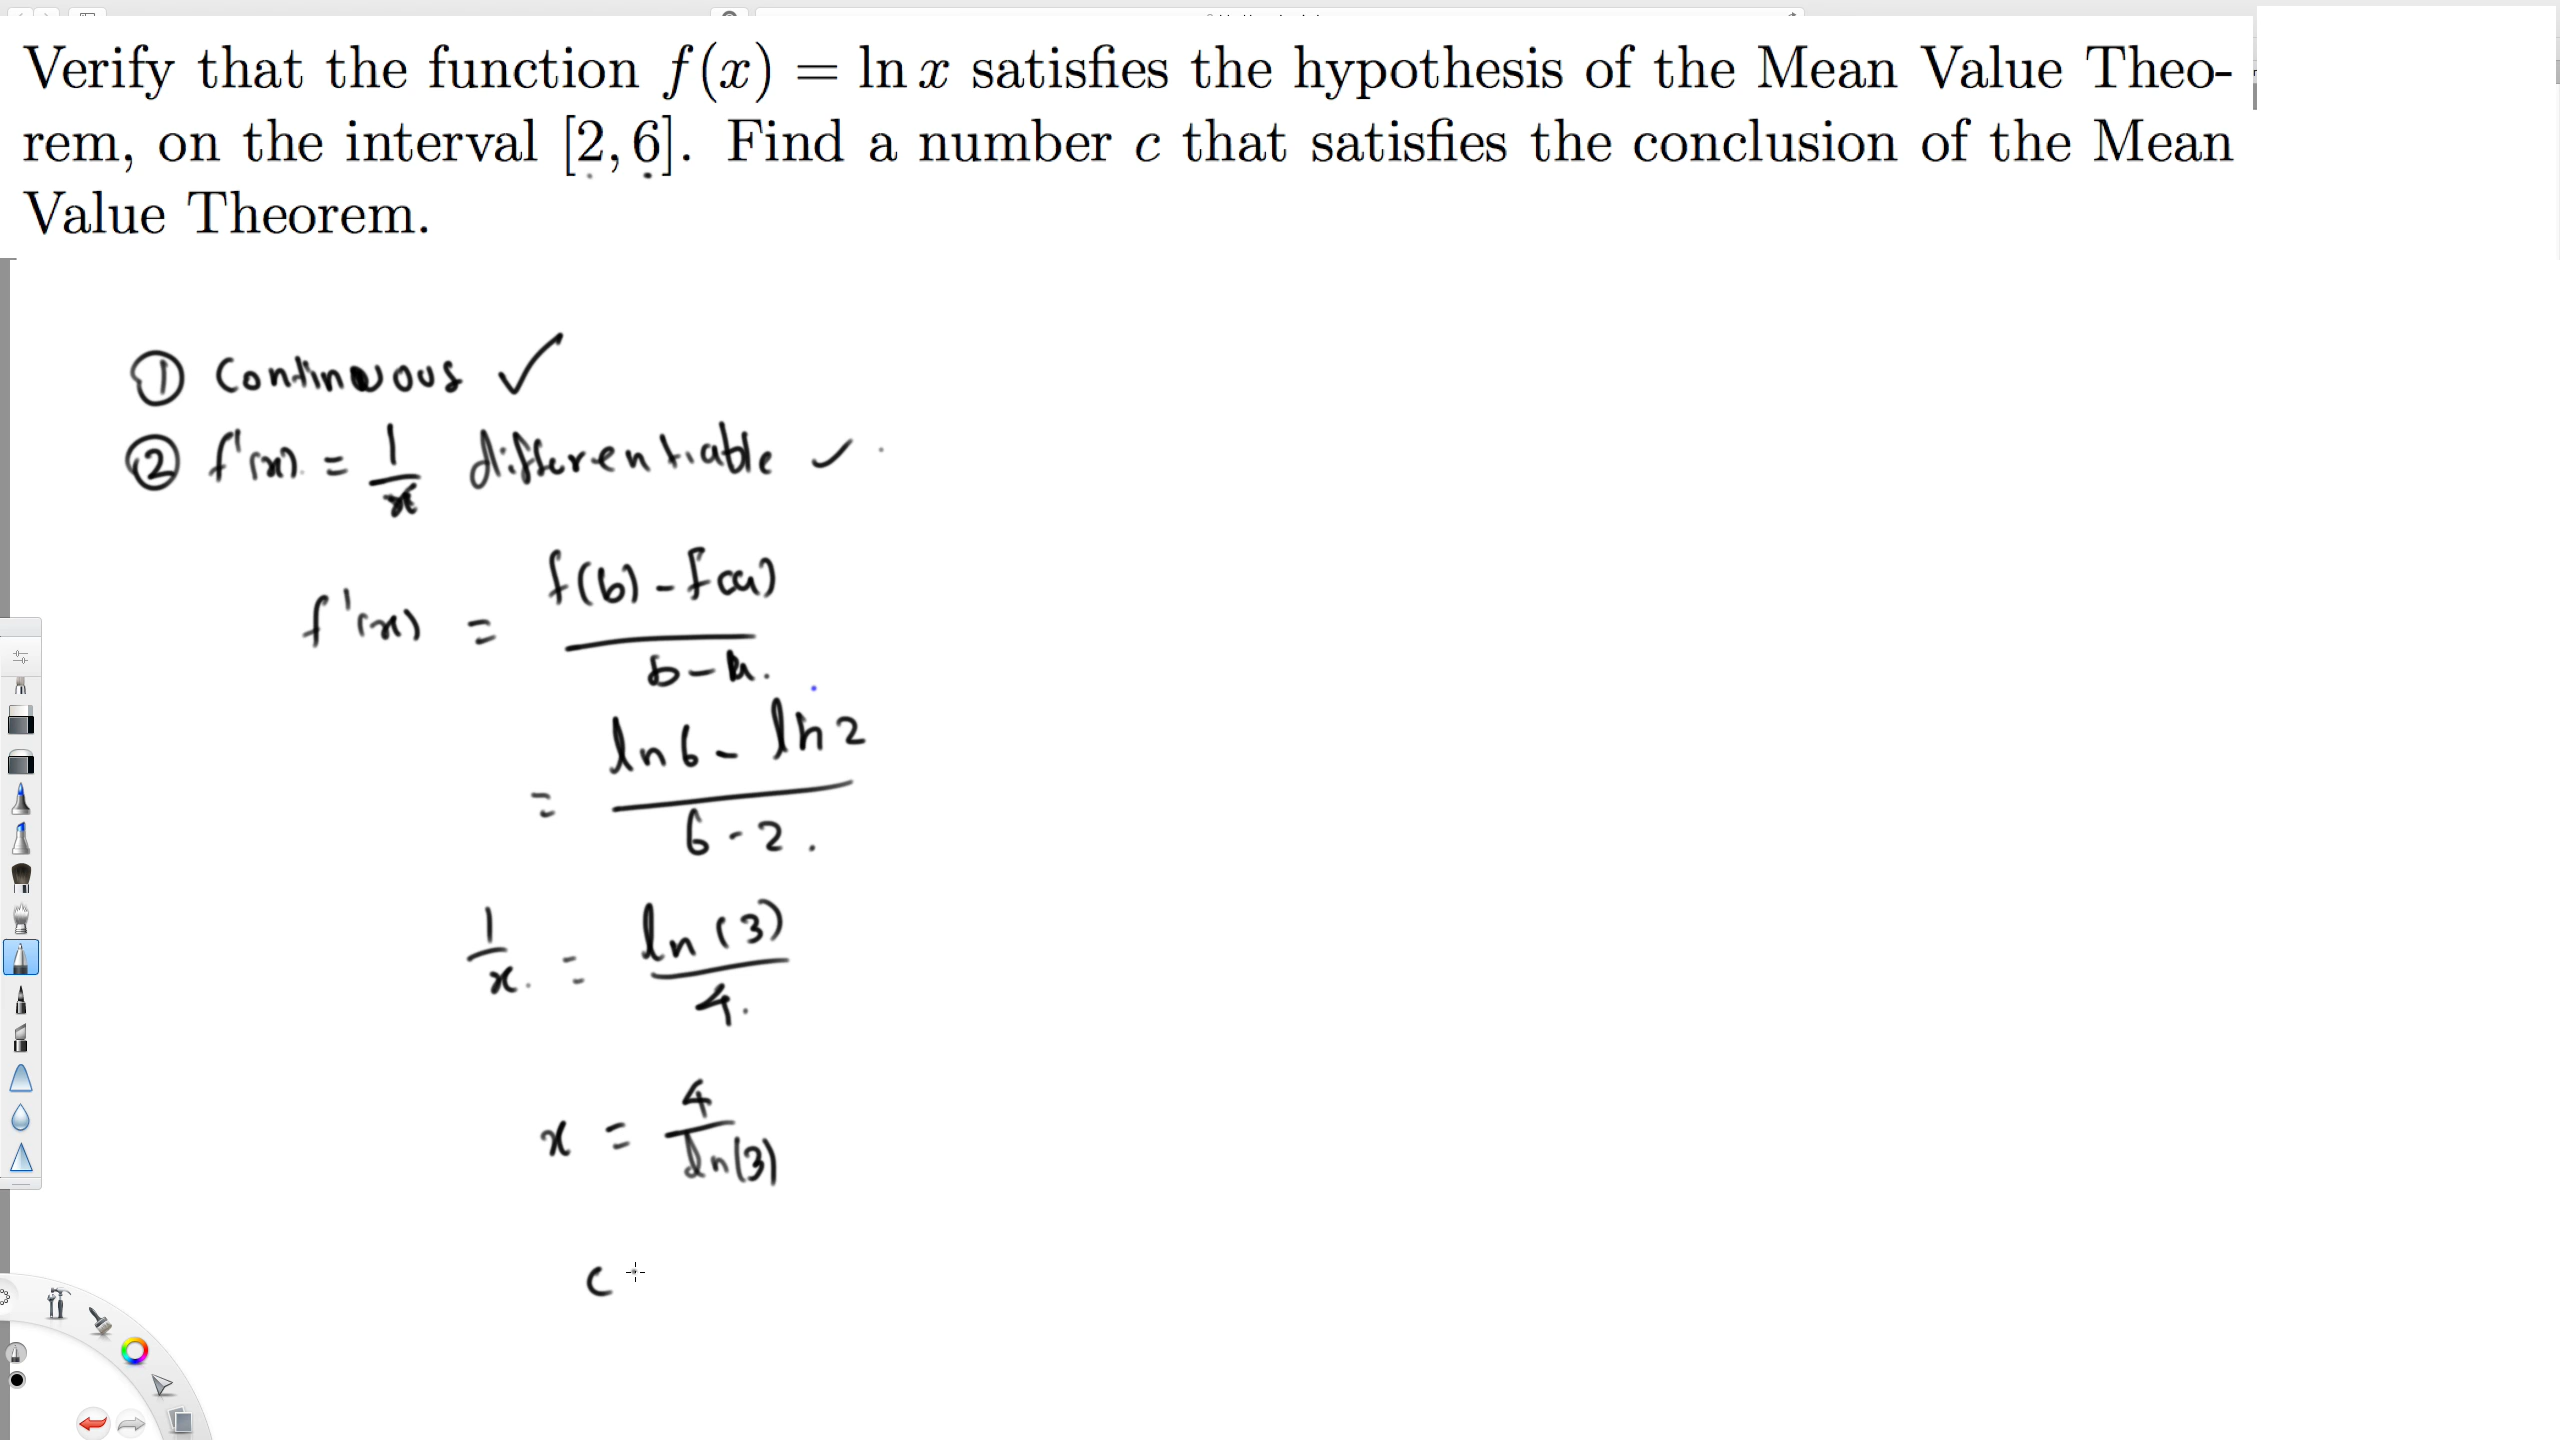 Verify that the function f(x) = ln x satisfies the hypothesis of the Mean Value Theo-
rem, on the interval [2, 6]. Find a number c that satisfies the conclusion of the Mean
Value Theorem.
① Continuous ✓
② f'(x) = 1/x differentiable ✓
f'(x) = f(b) - f(a) / b - a.
= ln 6 - ln 2 / 6 - 2.
1/x = ln(3) / 4.
x = 4 / ln(3)
c